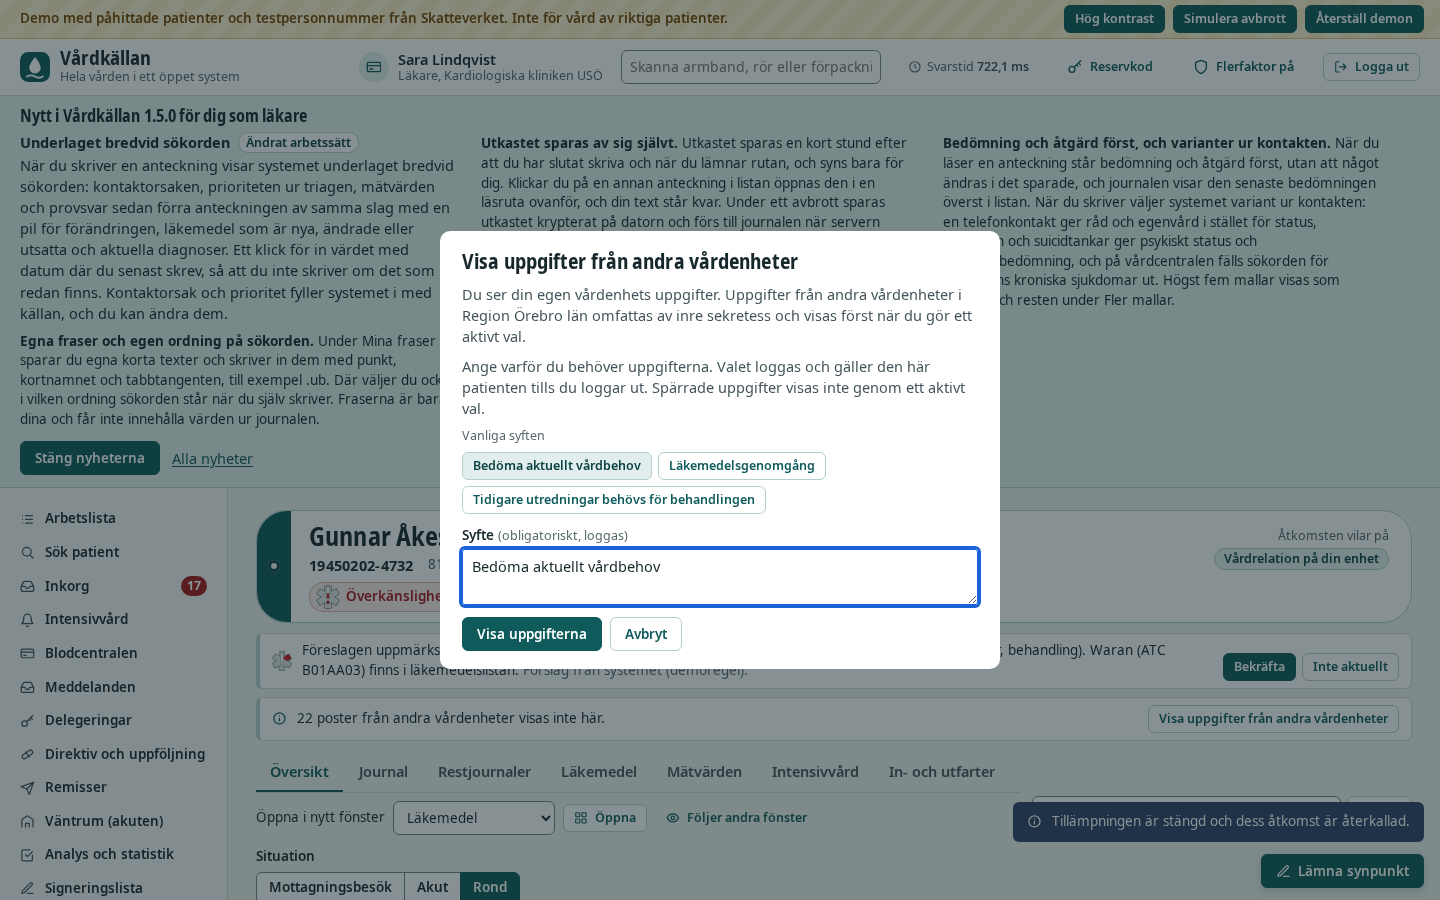 Demo med påhittade patienter och testpersonnummer från Skatteverket. Inte för vård av riktiga patienter.
Hög kontrast
Simulera avbrott
Återställ demon
Vårdkällan
Hela vården i ett öppet system
Sara Lindqvist
Läkare, Kardiologiska kliniken USÖ
Skanna armband, rör eller förpackni
Svarstid 722,1 ms
Reservkod
Flerfaktor på
Logga ut
Nytt i Vårdkällan 1.5.0 för dig som läkare
Underlaget bredvid sökorden Ändrat arbetssätt
När du skriver en anteckning visar systemet underlaget bredvid
sökorden: kontaktorsaken, prioriteten ur triagen, mätvärden
och provsvar sedan förra anteckningen av samma slag med en
pil för förändringen, läkemedel som är nya, ändrade eller
utsatta och aktuella diagnoser. Ett klick för in värdet med
datum där du senast skrev, så att du inte skriver om det som
redan finns. Kontaktorsak och prioritet fyller systemet i med
källan, och du kan ändra dem.
Egna fraser och egen ordning på sökorden. Under Mina fraser
sparar du egna korta texter och skriver in dem med punkt,
kortnamnet och tabbtangenten, till exempel .ub. Där väljer du ock
i vilken ordning sökorden står när du själv skriver. Fraserna är bar
dina och får inte innehålla värden ur journalen.
Utkastet sparas av sig självt. Utkastet sparas en kort stund efter
att du har slutat skriva och när du lämnar rutan, och syns bara för
dig. Klickar du på en annan anteckning i listan öppnas den i en
läsruta ovanför, och din text står kvar. Under ett avbrott sparas
utkastet krypterat på datorn och förs till journalen när servern
Bedömning och åtgärd först, och varianter ur kontakten. När du
läser en anteckning står bedömning och åtgärd först, utan att något
ändras i det sparade, och journalen visar den senaste bedömningen
överst i listan. När du skriver väljer systemet variant ur kontakten:
en telefonkontakt ger råd och egenvård i stället för status,
n och suicidtankar ger psykiskt status och
bedömning, och på vårdcentralen fälls sökorden för
ns kroniska sjukdomar ut. Högst fem mallar visas som
ch resten under Fler mallar.
Stäng nyheterna
Alla nyheter
Visa uppgifter från andra vårdenheter
Du ser din egen vårdenhets uppgifter. Uppgifter från andra vårdenheter i
Region Örebro län omfattas av inre sekretess och visas först när du gör ett
aktivt val.
Ange varför du behöver uppgifterna. Valet loggas och gäller den här
patienten tills du loggar ut. Spärrade uppgifter visas inte genom ett aktivt
val.
Vanliga syften
Bedöma aktuellt vårdbehov
Läkemedelsgenomgång
Tidigare utredningar behövs för behandlingen
Syfte (obligatoriskt, loggas)
Bedöma aktuellt vårdbehov
Visa uppgifterna
Avbryt
Arbetslista
Sök patient
Inkorg 17
Intensivvård
Blodcentralen
Meddelanden
Delegeringar
Direktiv och uppföljning
Remisser
Väntrum (akuten)
Analys och statistik
Signeringslista
Gunnar Åkes
19450202-4732 81
Överkänslighe
Åtkomsten vilar på
Vårdrelation på din enhet
Föreslagen uppmärks
, behandling). Waran (ATC
B01AA03) finns i läkemedelslistan. Förslag från systemet (demoregel).
Bekräfta
Inte aktuellt
22 poster från andra vårdenheter visas inte här.
Visa uppgifter från andra vårdenheter
Översikt
Journal
Restjournaler
Läkemedel
Mätvärden
Intensivvård
In- och utfarter
Öppna i nytt fönster
Läkemedel
Öppna
Följer andra fönster
Tillämpningen är stängd och dess åtkomst är återkallad.
Situation
Mottagningsbesök
Akut
Rond
Lämna synpunkt